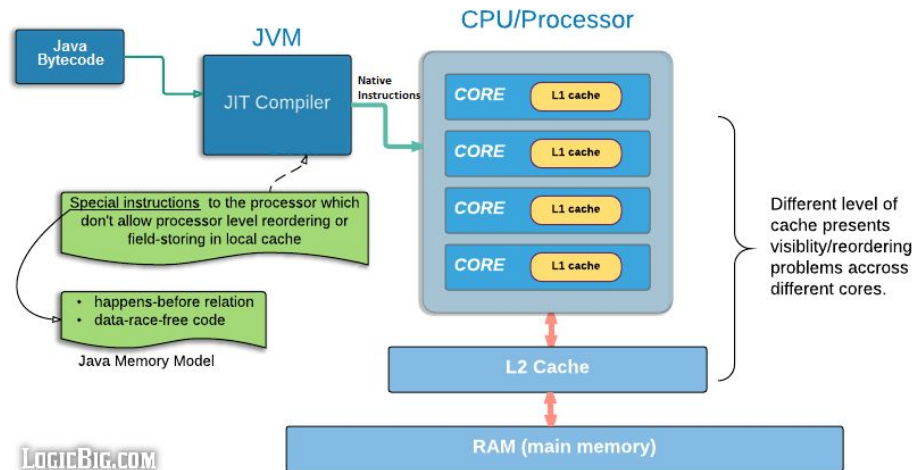 CPU/Processor
JVM
Java
Bytecode
JIT Compiler
Native
Instructions
CORE
L1 cache
CORE
L1 cache
CORE
L1 cache
CORE
L1 cache
Special instructions to the processor which
don't allow processor level reordering or
field-storing in local cache
• happens-before relation
• data-race-free code
Java Memory Model
Different level of
cache presents
visiblity/reordering
problems accross
different cores.
L2 Cache
RAM (main memory)
LOGICBIG.COM